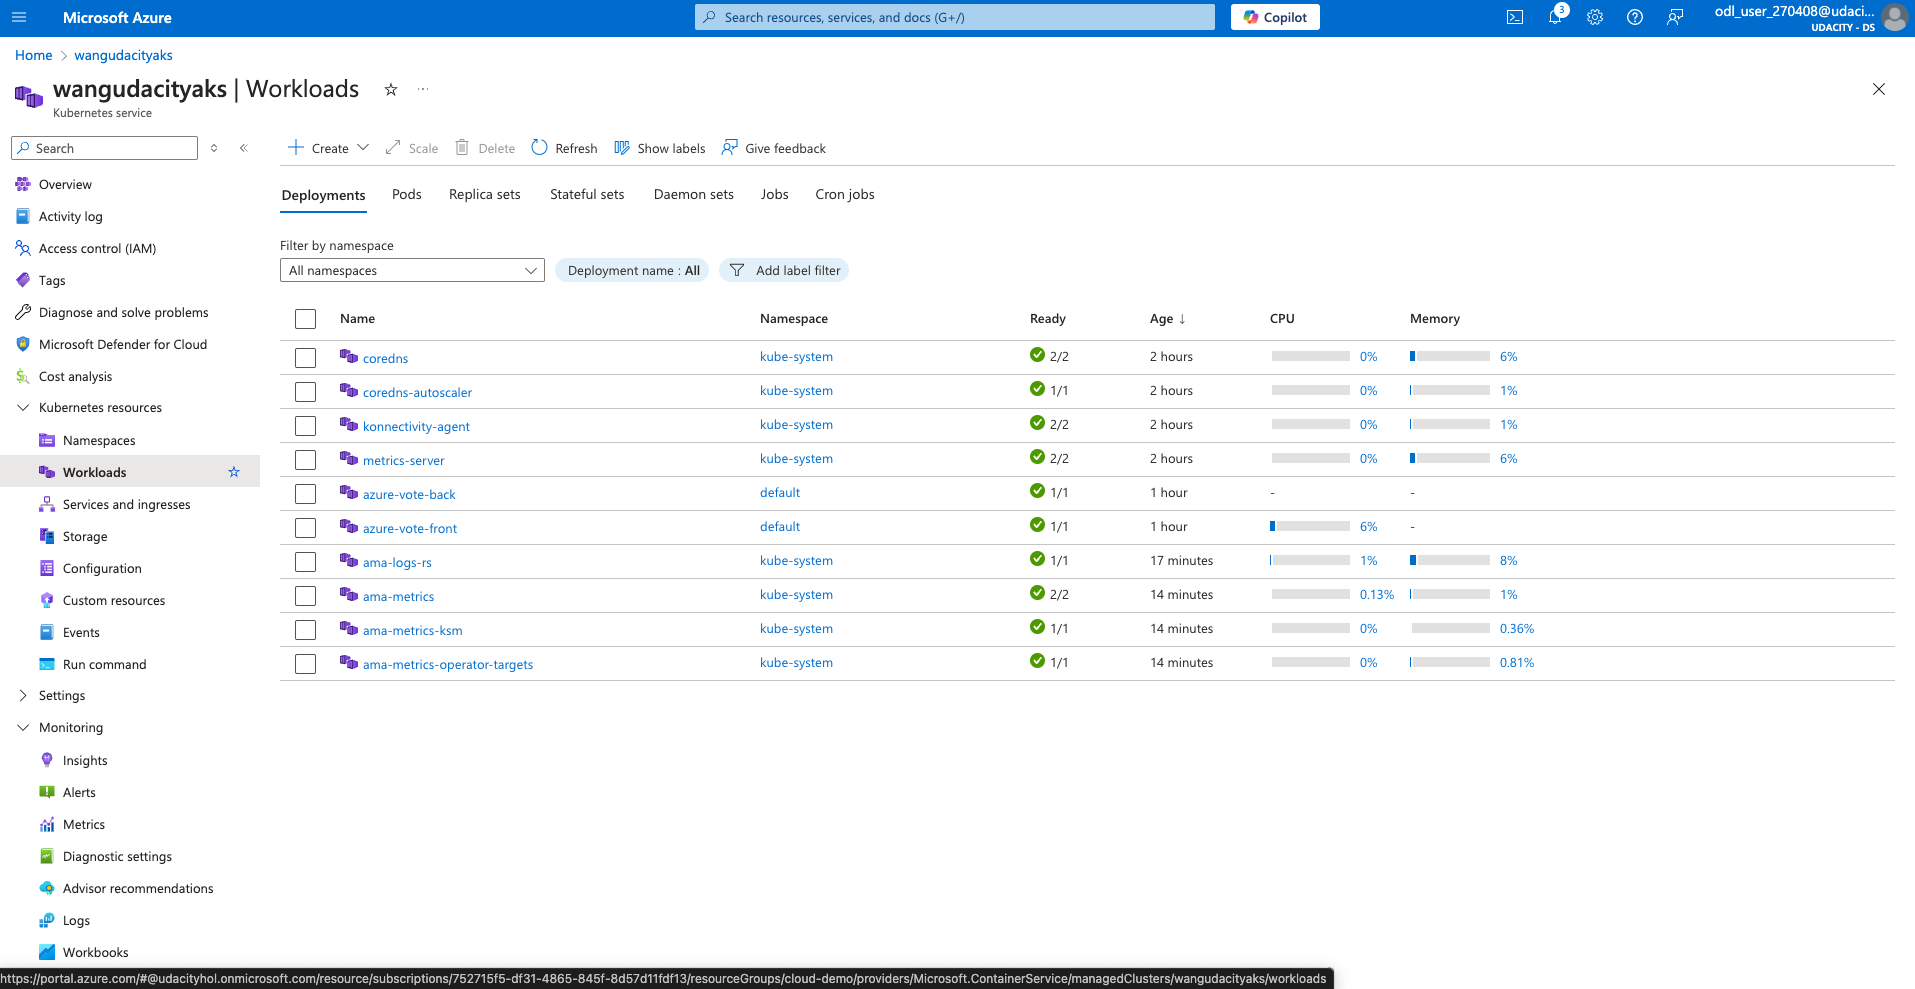 Microsoft Azure
Search resources, services, and docs (G+/)
Copilot
3
odl_user_270408@udaci...
UDACITY - DS
Home > wangudacityaks
wangudacityaks | Workloads
Kubernetes service
Search
Create
Scale
Delete
Refresh
Show labels
Give feedback
Overview
Activity log
Access control (IAM)
Tags
Diagnose and solve problems
Microsoft Defender for Cloud
Cost analysis
Kubernetes resources
Namespaces
Workloads
Services and ingresses
Storage
Configuration
Custom resources
Events
Run command
Settings
Monitoring
Insights
Alerts
Metrics
Diagnostic settings
Advisor recommendations
Logs
Workbooks
Deployments Pods Replica sets Stateful sets Daemon sets Jobs Cron jobs
Filter by namespace
All namespaces
Deployment name : All
Add label filter
Name Namespace Ready Age ↓ CPU Memory
coredns kube-system 2/2 2 hours 0% 6%
coredns-autoscaler kube-system 1/1 2 hours 0% 1%
konnectivity-agent kube-system 2/2 2 hours 0% 1%
metrics-server kube-system 2/2 2 hours 0% 6%
azure-vote-back default 1/1 1 hour - -
azure-vote-front default 1/1 1 hour 6% -
ama-logs-rs kube-system 1/1 17 minutes 1% 8%
ama-metrics kube-system 2/2 14 minutes 0.13% 1%
ama-metrics-ksm kube-system 1/1 14 minutes 0% 0.36%
ama-metrics-operator-targets kube-system 1/1 14 minutes 0% 0.81%
https://portal.azure.com/#@udacityhol.onmicrosoft.com/resource/subscriptions/752715f5-df31-4865-845f-8d57d11fdf13/resourceGroups/cloud-demo/providers/Microsoft.ContainerService/managedClusters/wangudacityaks/workloads